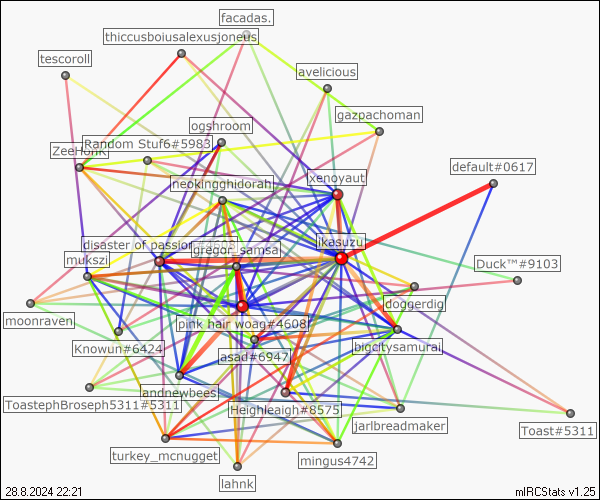 facadas.
thiccusboiusalexusjoneus
tescoroll
avelicious
gazpachoman
ogshroom
Random Stuf6#5983
ZeeHonk
default#0617
xenoyaut
neokingghidorah
ikasuzu
disaster of passion#4602
gregor_samsa
mukszi
Duck™#9103
doggerdig
moonraven
pink hair woag#4608
Knowun#6424
asad#6947
bigcitysamurai
andnewbees
ToastephBroseph5311#5311
Heighleaigh#8575
jarlbreadmaker
Toast#5311
turkey_mcnugget
mingus4742
lahnk
28.8.2024 22:21
mIRCStats v1.25